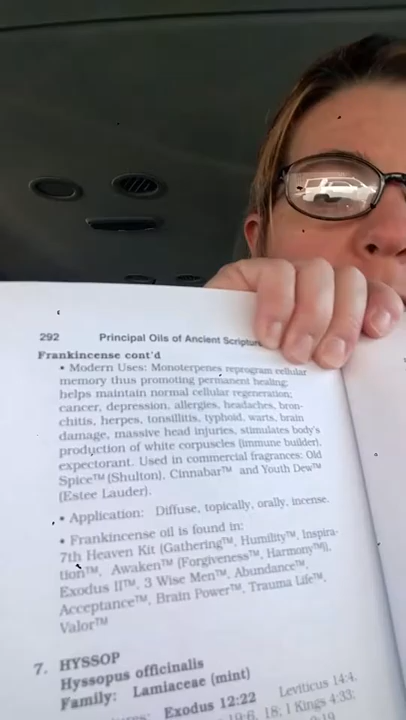 292 Principal Oils of Ancient Scripture
Frankincense cont'd
• Modern Uses: Monoterpenes reprogram cellular
memory thus promoting permanent healing;
helps maintain normal cellular regeneration;
cancer, depression, allergies, headaches, bron-
chitis, herpes, tonsillitis, typhoid, warts, brain
damage, massive head injuries, stimulates body's
production of white corpuscles (immune builder),
expectorant. Used in commercial fragrances: Old
Spice™ (Shulton), Cinnabar™ and Youth Dew™
(Estee Lauder).
• Application: Diffuse, topically, orally, incense.
• Frankincense oil is found in:
7th Heaven Kit (Gathering™, Humility™, Inspira-
tion™, Awaken™ (Forgiveness™, Harmony™),
Exodus II™, 3 Wise Men™, Abundance™,
Acceptance™, Brain Power™, Trauma Life™,
Valor™
7. HYSSOP
Hyssopus officinalis
Family: Lamiaceae (mint)
Exodus 12:22 Leviticus 14:4,
19:6, 18; I Kings 4:33;